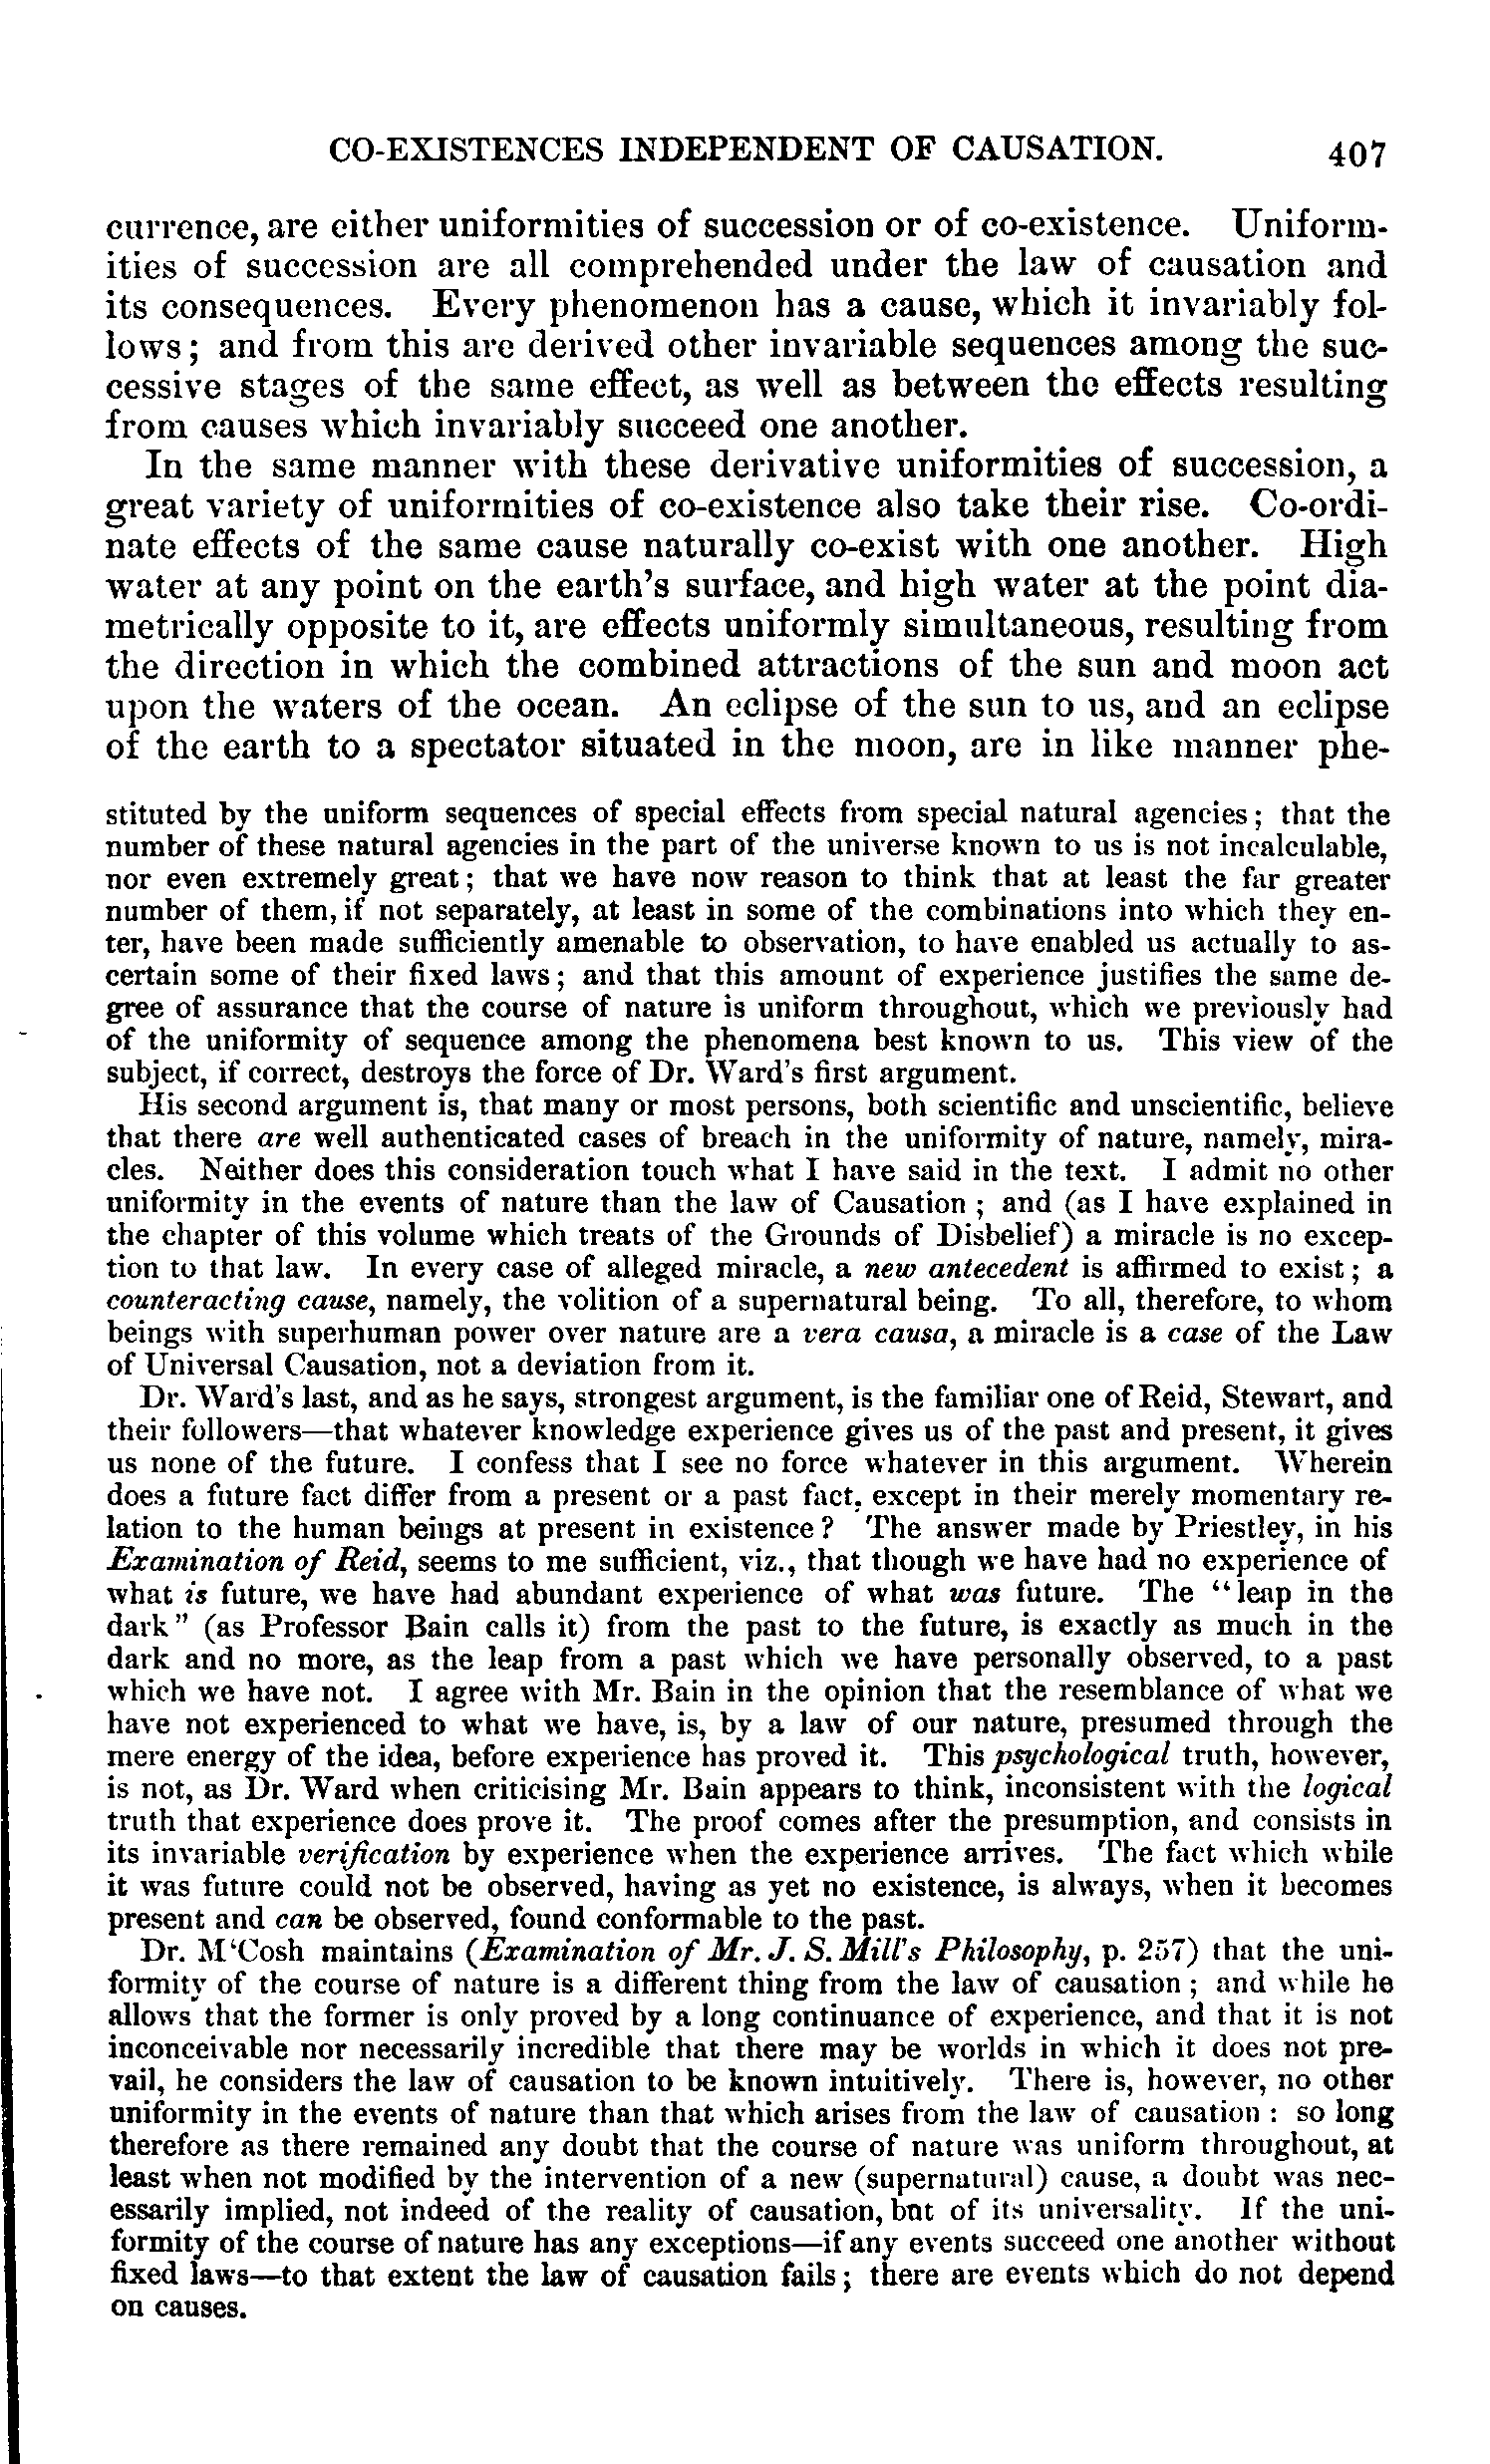 CO-EXISTENCES INDEPENDENT OF CAUSATION. 407
currence, are either uniformities of succession or of co-existence. Uniform-
ities of succession are all comprehended under the law of causation and
its consequences. Every phenomenon has a cause, which it invariably fol-
lows; and from this are derived other invariable sequences among the suc-
cessive stages of the same effect, as well as between the effects resulting
from causes which invariably succeed one another.
In the same manner with these derivative uniformities of succession, a
great variety of uniformities of co-existence also take their rise. Co-ordi-
nate effects of the same cause naturally co-exist with one another. High
water at any point on the earth's surface, and high water at the point dia-
metrically opposite to it, are effects uniformly simultaneous, resulting from
the direction in which the combined attractions of the sun and moon act
upon the waters of the ocean. An eclipse of the sun to us, and an eclipse
of the earth to a spectator situated in the moon, are in like manner phe-
stituted by the uniform sequences of special effects from special natural agencies; that the
number of these natural agencies in the part of the universe known to us is not incalculable,
nor even extremely great; that we have now reason to think that at least the far greater
number of them, if not separately, at least in some of the combinations into which they en-
ter, have been made sufficiently amenable to observation, to have enabled us actually to as-
certain some of their fixed laws; and that this amount of experience justifies the same de-
gree of assurance that the course of nature is uniform throughout, which we previously had
of the uniformity of sequence among the phenomena best known to us. This view of the
subject, if correct, destroys the force of Dr. Ward's first argument.
His second argument is, that many or most persons, both scientific and unscientific, believe
that there are well authenticated cases of breach in the uniformity of nature, namely, mira-
cles. Neither does this consideration touch what I have said in the text. I admit no other
uniformity in the events of nature than the law of Causation; and (as I have explained in
the chapter of this volume which treats of the Grounds of Disbelief) a miracle is no excep-
tion to that law. In every case of alleged miracle, a new antecedent is affirmed to exist; a
counteracting cause, namely, the volition of a supernatural being. To all, therefore, to whom
beings with superhuman power over nature are a vera causa, a miracle is a case of the Law
of Universal Causation, not a deviation from it.
Dr. Ward's last, and as he says, strongest argument, is the familiar one of Reid, Stewart, and
their followers—that whatever knowledge experience gives us of the past and present, it gives
us none of the future. I confess that I see no force whatever in this argument. Wherein
does a future fact differ from a present or a past fact, except in their merely momentary re-
lation to the human beings at present in existence? The answer made by Priestley, in his
Examination of Reid, seems to me sufficient, viz., that though we have had no experience of
what is future, we have had abundant experience of what was future. The "leap in the
dark" (as Professor Bain calls it) from the past to the future, is exactly as much in the
dark and no more, as the leap from a past which we have personally observed, to a past
which we have not. I agree with Mr. Bain in the opinion that the resemblance of what we
have not experienced to what we have, is, by a law of our nature, presumed through the
mere energy of the idea, before experience has proved it. This psychological truth, however,
is not, as Dr. Ward when criticising Mr. Bain appears to think, inconsistent with the logical
truth that experience does prove it. The proof comes after the presumption, and consists in
its invariable verification by experience when the experience arrives. The fact which while
it was future could not be observed, having as yet no existence, is always, when it becomes
present and can be observed, found conformable to the past.
Dr. M‘Cosh maintains (Examination of Mr. J. S. Mill's Philosophy, p. 257) that the uni-
formity of the course of nature is a different thing from the law of causation; and while he
allows that the former is only proved by a long continuance of experience, and that it is not
inconceivable nor necessarily incredible that there may be worlds in which it does not pre-
vail, he considers the law of causation to be known intuitively. There is, however, no other
uniformity in the events of nature than that which arises from the law of causation: so long
therefore as there remained any doubt that the course of nature was uniform throughout, at
least when not modified by the intervention of a new (supernatural) cause, a doubt was nec-
essarily implied, not indeed of the reality of causation, but of its universality. If the uni-
formity of the course of nature has any exceptions—if any events succeed one another without
fixed laws—to that extent the law of causation fails; there are events which do not depend
on causes.